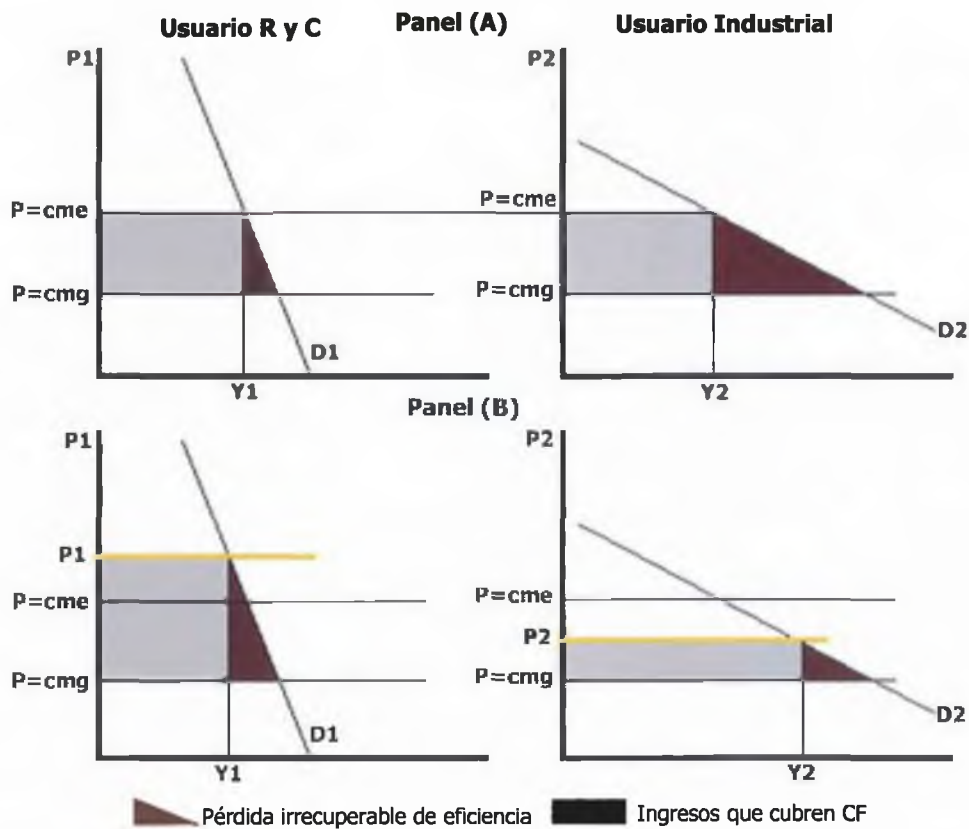 Usuario R y C
Panel (A)
Usuario Industrial
P1
P2
P=cme
P=cme
P=cmg
P=cmg
D1
D2
Y1
Y2
Panel (B)
P1
P2
P1
P=cme
P=cme
P2
P=cmg
P=cmg
D1
D2
Y1
Y2
Pérdida irrecuperable de eficiencia
Ingresos que cubren CF